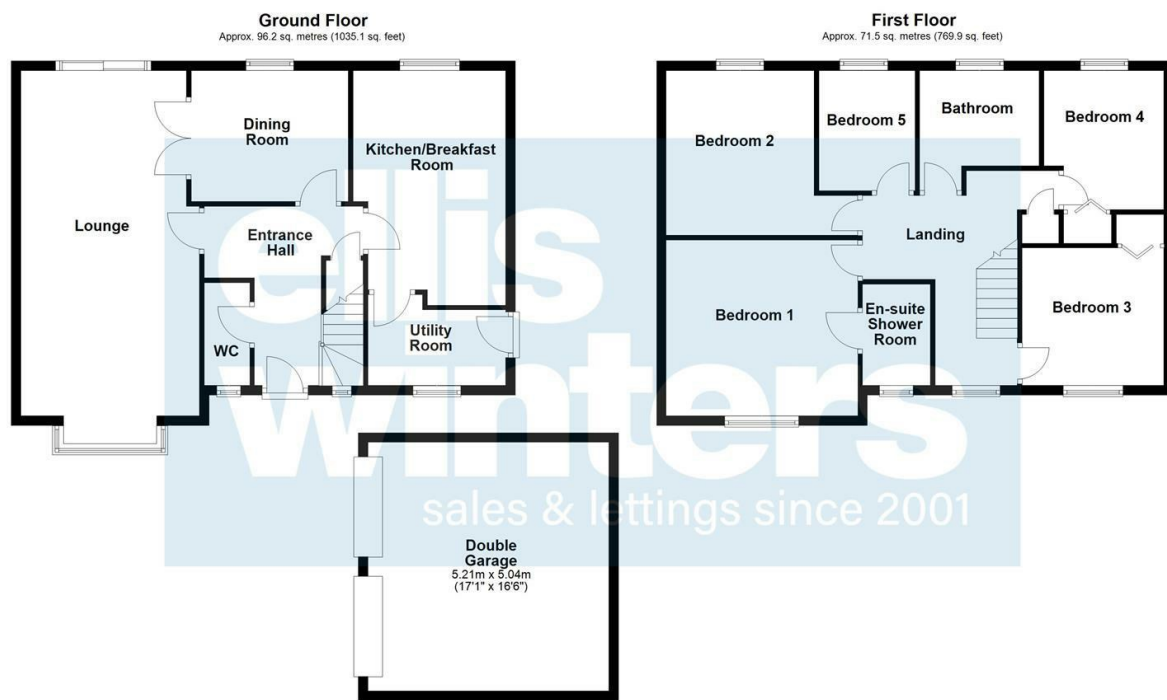 Ground Floor
Approx. 96.2 sq. metres (1035.1 sq. feet)
Lounge
Dining
Room
Kitchen/Breakfast
Room
Entrance
Hall
WC
Utility
Room
First Floor
Approx. 71.5 sq. metres (769.9 sq. feet)
Bedroom 2
Bedroom 5
Bathroom
Bedroom 4
Landing
Bedroom 1
En-suite
Shower
Room
Bedroom 3
Double
Garage
5.21m x 5.04m
(17'1" x 16'6")
ellis
winters
sales & lettings since 2001